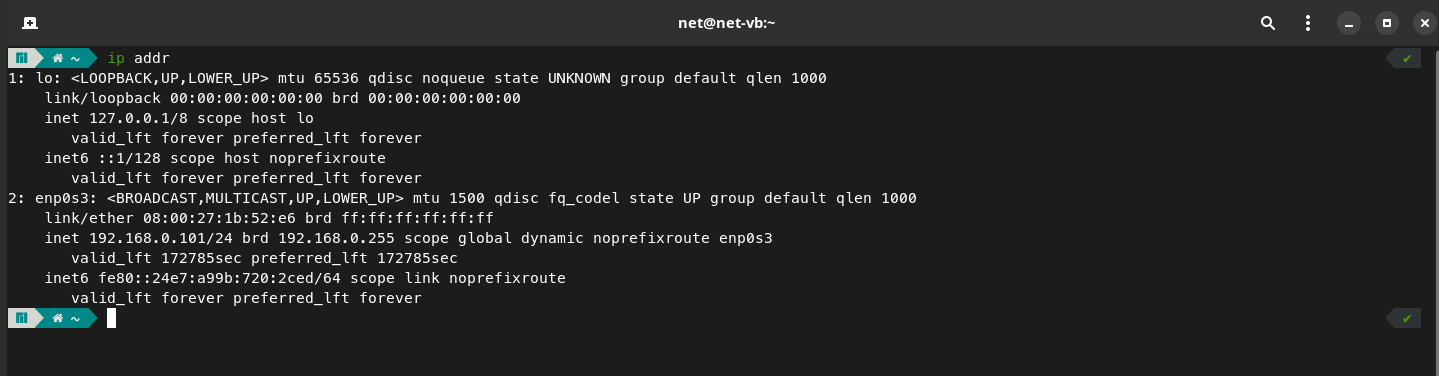 net@net-vb:~
~ ip addr ✔
1: lo: <LOOPBACK,UP,LOWER_UP> mtu 65536 qdisc noqueue state UNKNOWN group default qlen 1000
    link/loopback 00:00:00:00:00:00 brd 00:00:00:00:00:00
    inet 127.0.0.1/8 scope host lo
       valid_lft forever preferred_lft forever
    inet6 ::1/128 scope host noprefixroute
       valid_lft forever preferred_lft forever
2: enp0s3: <BROADCAST,MULTICAST,UP,LOWER_UP> mtu 1500 qdisc fq_codel state UP group default qlen 1000
    link/ether 08:00:27:1b:52:e6 brd ff:ff:ff:ff:ff:ff
    inet 192.168.0.101/24 brd 192.168.0.255 scope global dynamic noprefixroute enp0s3
       valid_lft 172785sec preferred_lft 172785sec
    inet6 fe80::24e7:a99b:720:2ced/64 scope link noprefixroute
       valid_lft forever preferred_lft forever
~ ✔